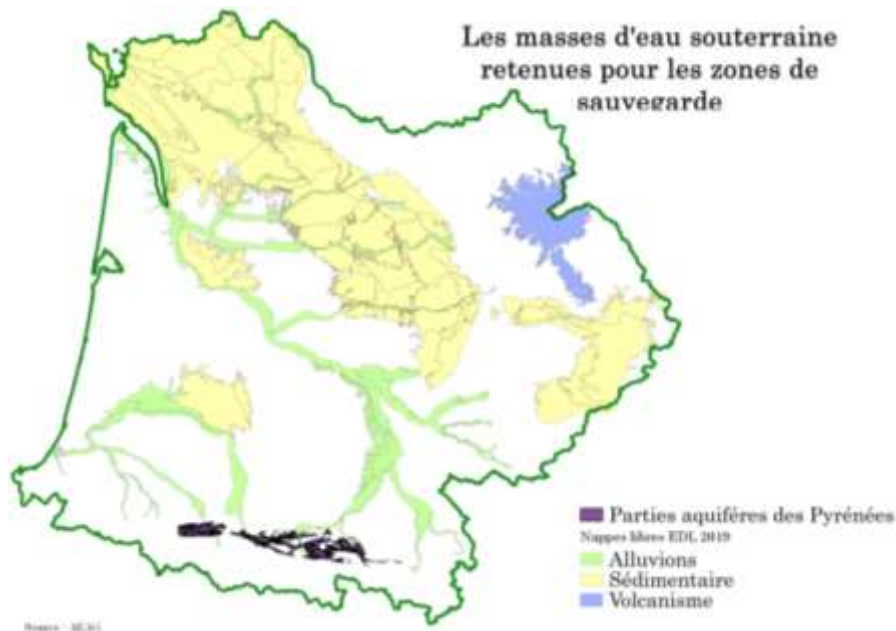 Les masses d'eau souterraine
retenues pour les zones de
sauvegarde
Parties aquiféres des Pyrénées
Nappes libres EDL 2019
Alluvions
Sédimentaire
Volcanisme